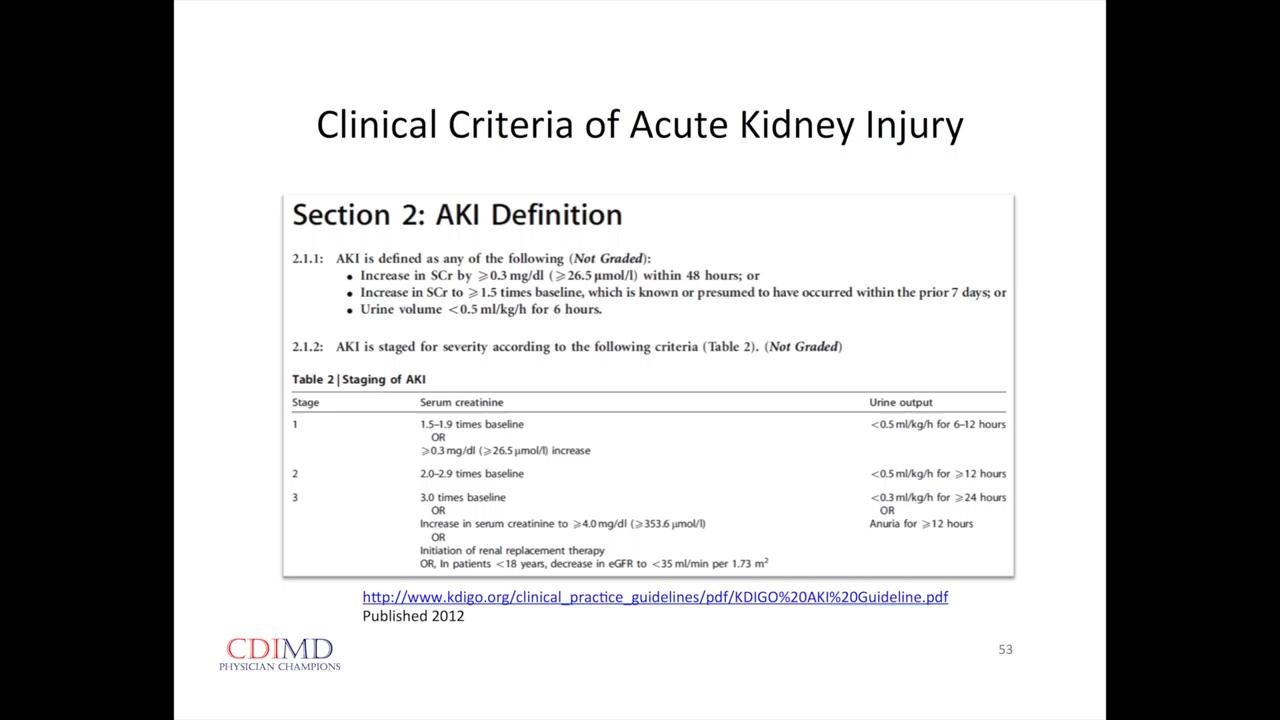 Clinical Criteria of Acute Kidney Injury
Section 2: AKI Definition
2.1.1: AKI is defined as any of the following (Not Graded):
• Increase in SCr by ⩾0.3 mg/dl (⩾26.5 μmol/l) within 48 hours; or
• Increase in SCr to ⩾1.5 times baseline, which is known or presumed to have occurred within the prior 7 days; or
• Urine volume <0.5 ml/kg/h for 6 hours.
2.1.2: AKI is staged for severity according to the following criteria (Table 2). (Not Graded)
Table 2 | Staging of AKI
Stage Serum creatinine Urine output
1 1.5–1.9 times baseline <0.5 ml/kg/h for 6–12 hours
OR
⩾0.3 mg/dl (⩾26.5 μmol/l) increase
2 2.0–2.9 times baseline <0.5 ml/kg/h for ⩾12 hours
3 3.0 times baseline <0.3 ml/kg/h for ⩾24 hours
OR OR
Increase in serum creatinine to ⩾4.0 mg/dl (⩾353.6 μmol/l) Anuria for ⩾12 hours
OR
Initiation of renal replacement therapy
OR, In patients <18 years, decrease in eGFR to <35 ml/min per 1.73 m²
http://www.kdigo.org/clinical_practice_guidelines/pdf/KDIGO%20AKI%20Guideline.pdf
Published 2012
CDIMD
PHYSICIAN CHAMPIONS
53